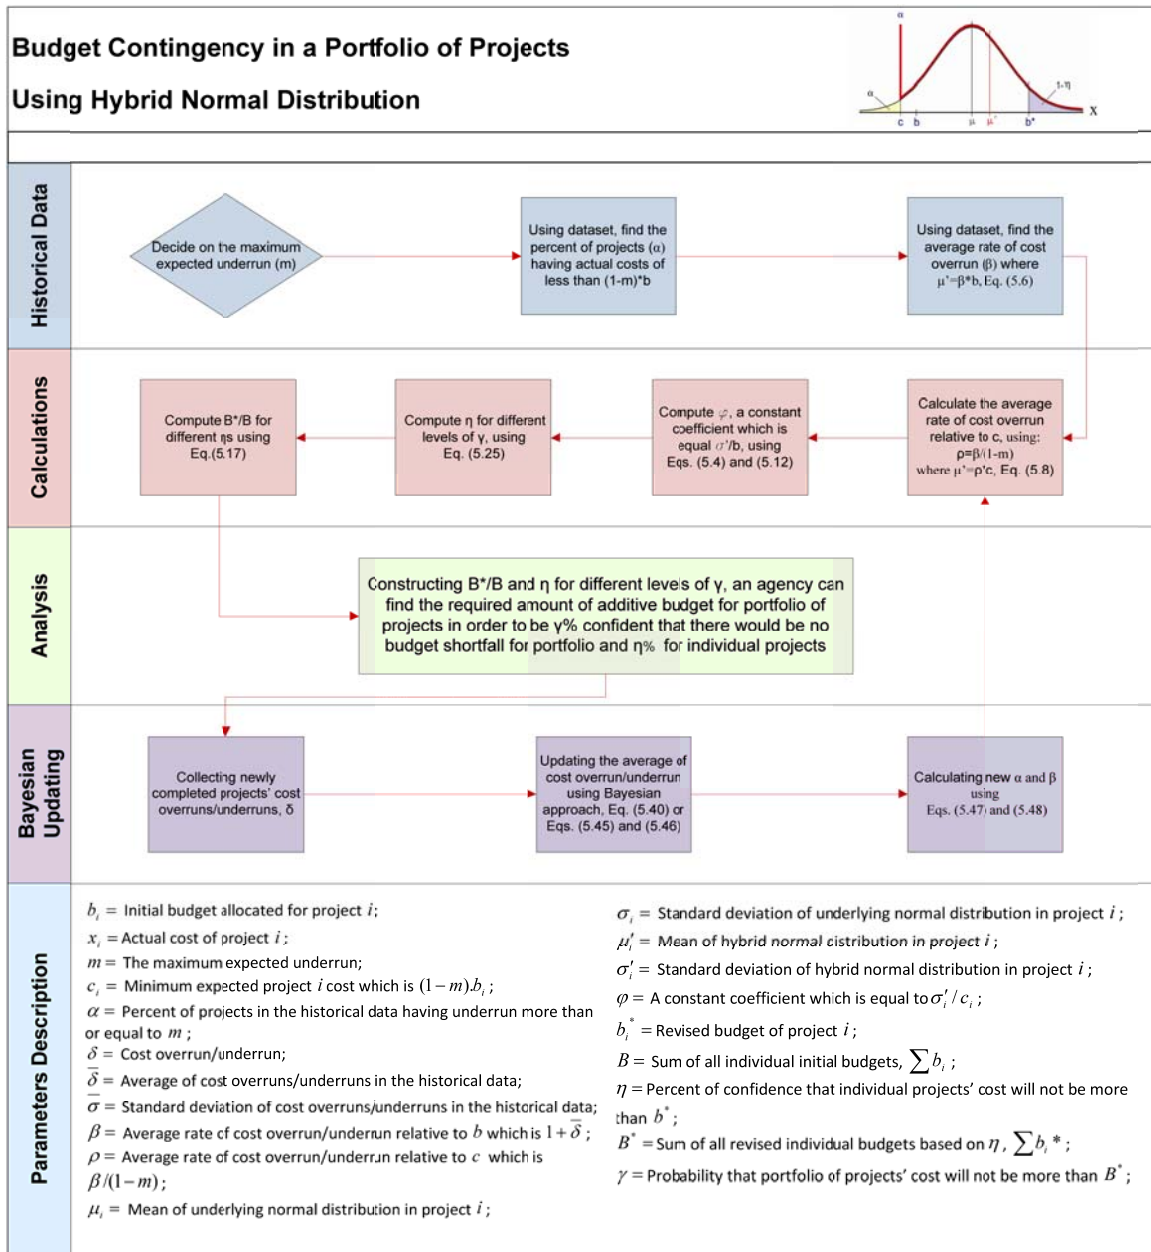 Budget Contingency in a Portfolio of Projects
Using Hybrid Normal Distribution
α
α
1-η
c b μ μ' b* X
Historical Data
Decide on the maximum
expected underrun (m)
Using dataset, find the
percent of projects (α)
having actual costs of
less than (1-m)*b
Using dataset, find the
average rate of cost
overrun (β) where
μ'=β*b, Eq. (5.6)
Calculations
Compute B*/B for
different ηs using
Eq.(5.17)
Compute η for different
levels of γ, using
Eq. (5.25)
Compute φ, a constant
coefficient which is
equal σ'/b, using
Eqs. (5.4) and (5.12)
Calculate the average
rate of cost overrun
relative to c, using:
ρ=β/(1-m)
where μ'=ρ'c, Eq. (5.8)
Analysis
Constructing B*/B and η for different levels of γ, an agency can
find the required amount of additive budget for portfolio of
projects in order to be γ% confident that there would be no
budget shortfall for portfolio and η% for individual projects
Bayesian
Updating
Collecting newly
completed projects' cost
overruns/underruns, δ
Updating the average of
cost overrun/underrun
using Bayesian
approach, Eq. (5.40) or
Eqs. (5.45) and (5.46)
Calculating new α and β
using
Eqs. (5.47) and (5.48)
Parameters Description
b_i = Initial budget allocated for project i;
x_i = Actual cost of project i;
m = The maximum expected underrun;
c_i = Minimum expected project i cost which is (1−m).b_i;
α = Percent of projects in the historical data having underrun more than
or equal to m;
δ = Cost overrun/underrun;
δ̅ = Average of cost overruns/underruns in the historical data;
σ̅ = Standard deviation of cost overruns/underruns in the historical data;
β = Average rate of cost overrun/underrun relative to b which is 1+δ̅;
ρ = Average rate of cost overrun/underrun relative to c which is
β/(1−m);
μ_i = Mean of underlying normal distribution in project i;
σ_i = Standard deviation of underlying normal distribution in project i;
μ'_i = Mean of hybrid normal distribution in project i;
σ'_i = Standard deviation of hybrid normal distribution in project i;
φ = A constant coefficient which is equal to σ'_i/c_i;
b_i* = Revised budget of project i;
B = Sum of all individual initial budgets, ∑b_i;
η = Percent of confidence that individual projects' cost will not be more
than b*;
B* = Sum of all revised individual budgets based on η, ∑b_i*;
γ = Probability that portfolio of projects' cost will not be more than B*;